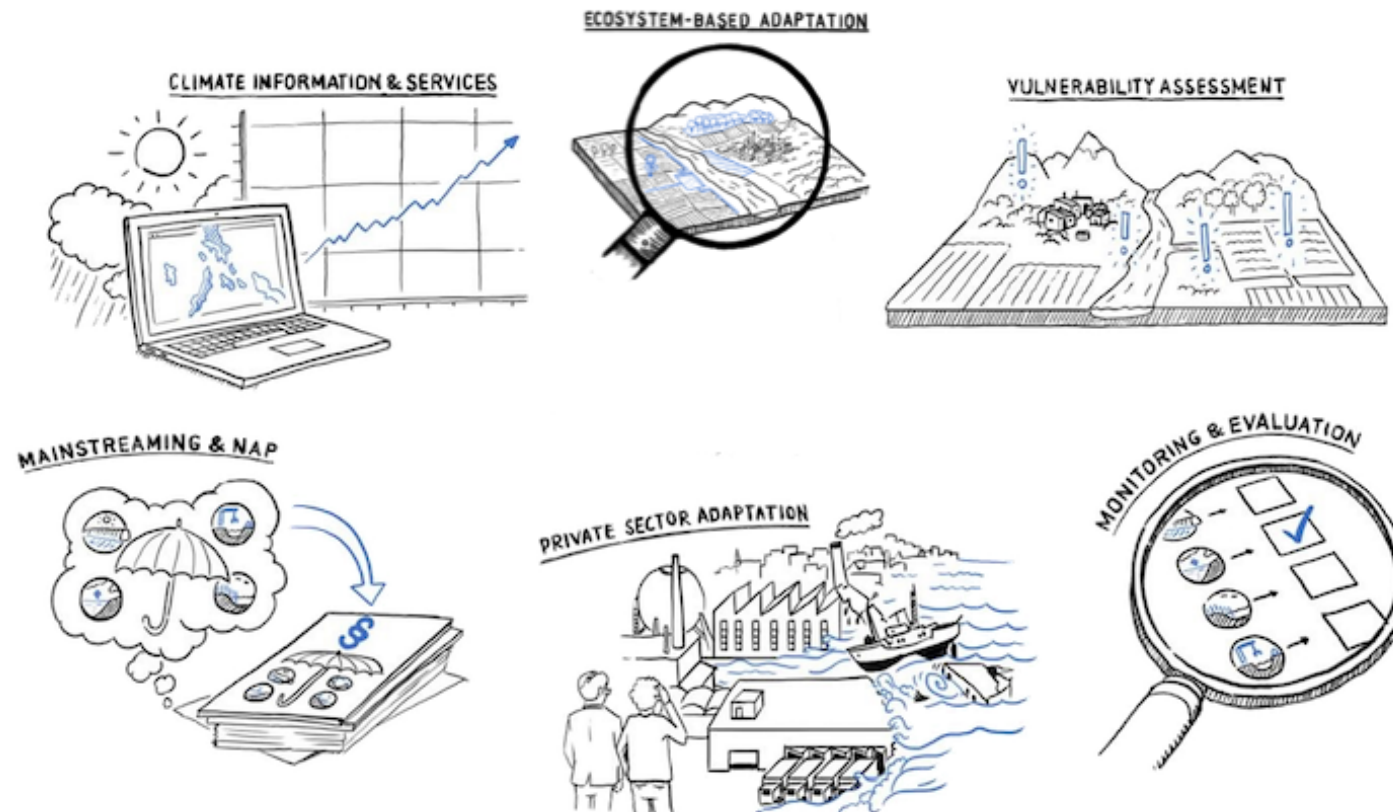 ECOSYSTEM-BASED ADAPTATION
CLIMATE INFORMATION & SERVICES
VULNERABILITY ASSESSMENT
MAINSTREAMING & NAP
PRIVATE SECTOR ADAPTATION
MONITORING & EVALUATION
§